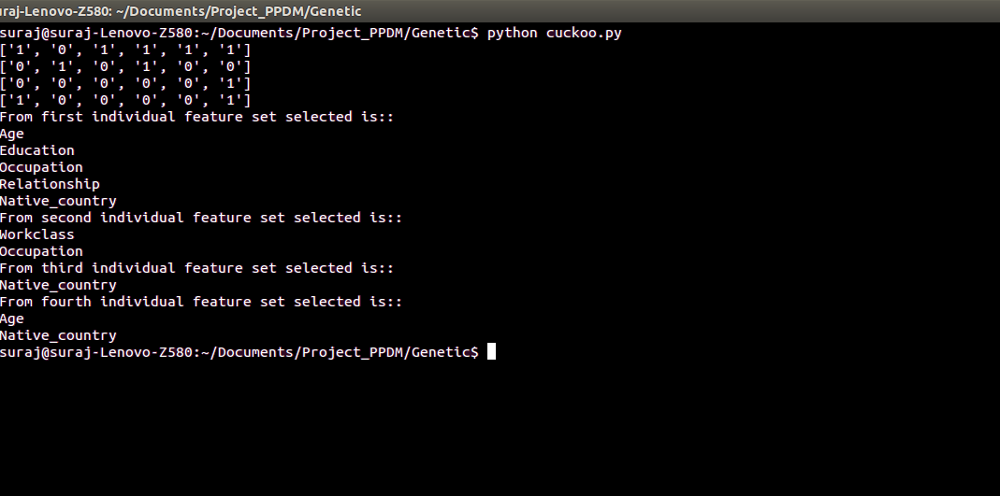 uraj-Lenovo-Z580: ~/Documents/Project_PPDM/Genetic
suraj@suraj-Lenovo-Z580:~/Documents/Project_PPDM/Genetic$ python cuckoo.py
['1', '0', '1', '1', '1', '1']
['0', '1', '0', '1', '0', '0']
['0', '0', '0', '0', '0', '1']
['1', '0', '0', '0', '0', '1']
From first individual feature set selected is::
Age
Education
Occupation
Relationship
Native_country
From second individual feature set selected is::
Workclass
Occupation
From third individual feature set selected is::
Native_country
From fourth individual feature set selected is::
Age
Native_country
suraj@suraj-Lenovo-Z580:~/Documents/Project_PPDM/Genetic$